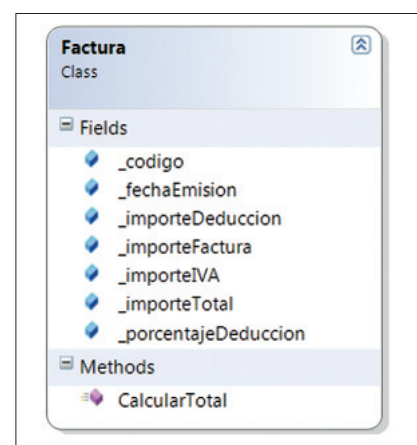 Factura
Class
Fields
_codigo
_fechaEmision
_importeDeduccion
_importeFactura
_importeIVA
_importeTotal
_porcentajeDeduccion
Methods
CalcularTotal